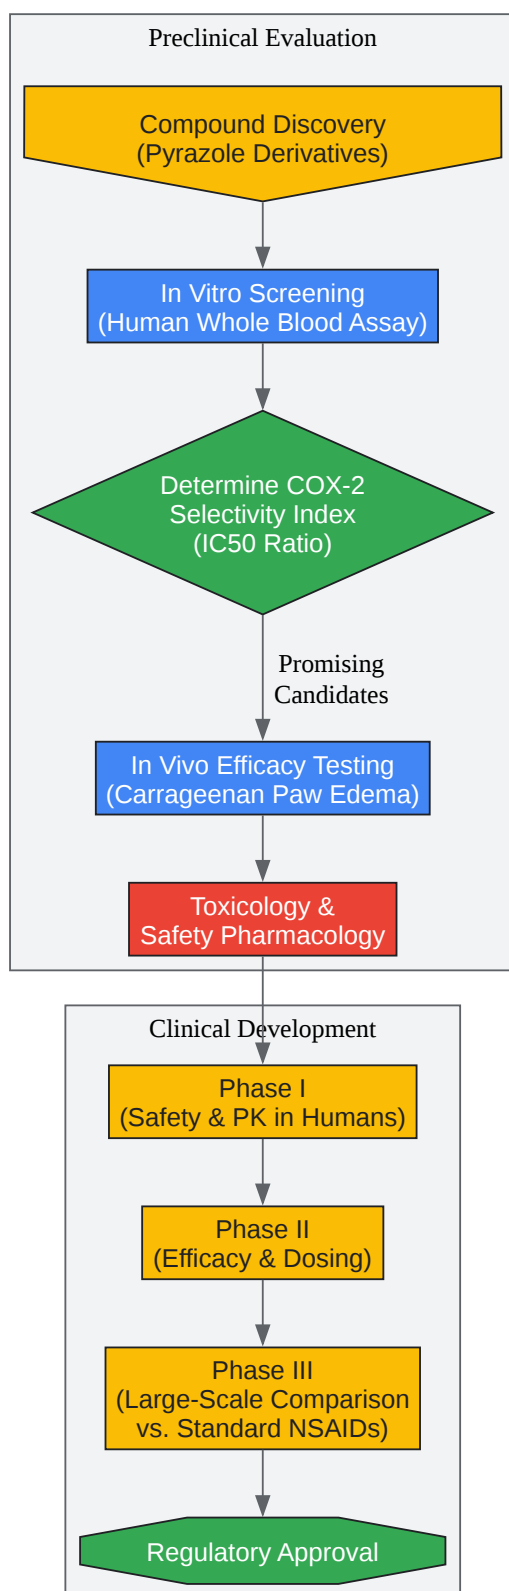 Preclinical Evaluation
Compound Discovery
(Pyrazole Derivatives)
In Vitro Screening
(Human Whole Blood Assay)
Determine COX-2
Selectivity Index
(IC50 Ratio)
Promising
Candidates
In Vivo Efficacy Testing
(Carrageenan Paw Edema)
Toxicology &
Safety Pharmacology
Clinical Development
Phase I
(Safety & PK in Humans)
Phase II
(Efficacy & Dosing)
Phase III
(Large-Scale Comparison
vs. Standard NSAIDs)
Regulatory Approval